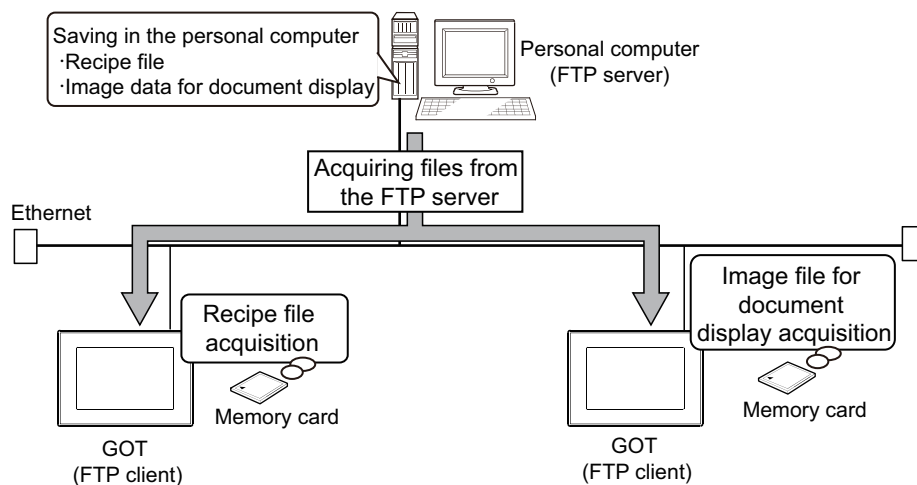 Saving in the personal computer
·Recipe file
·Image data for document display
Personal computer
(FTP server)
Acquiring files from
the FTP server
Ethernet
Recipe file
acquisition
Memory card
GOT
(FTP client)
Image file for
document
display acquisition
Memory card
GOT
(FTP client)